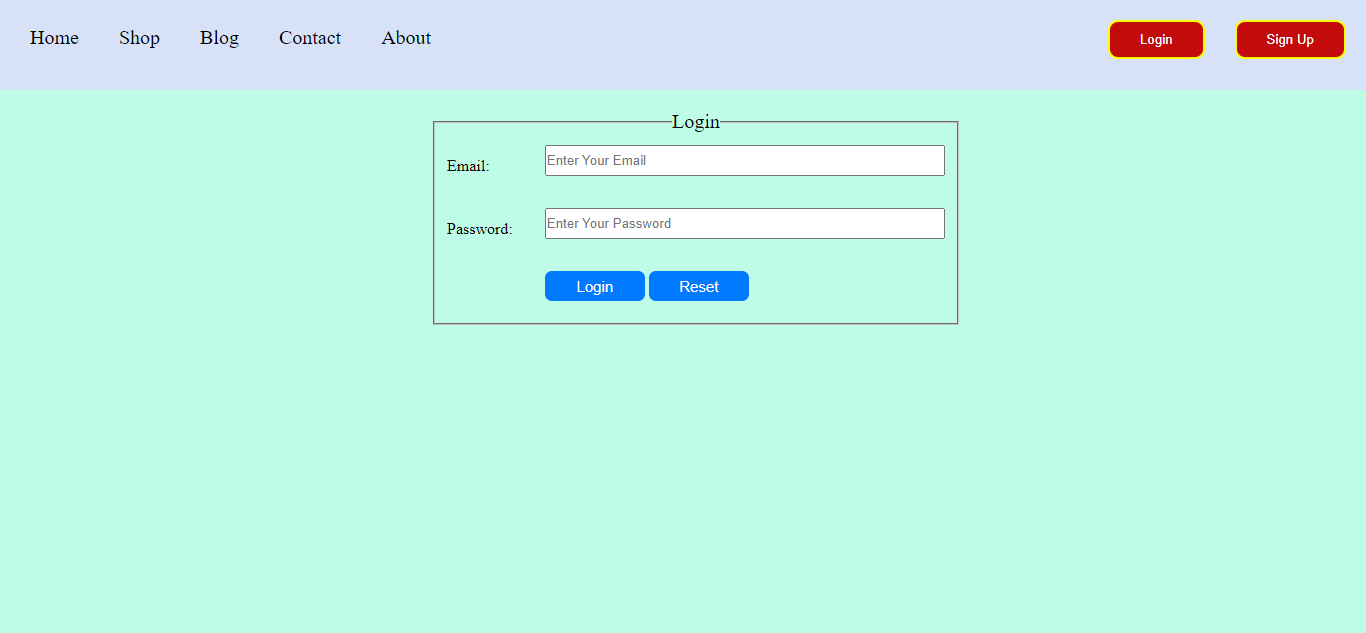 Home Shop Blog Contact About Login Sign Up
Login
Email: Enter Your Email
Password: Enter Your Password
Login Reset